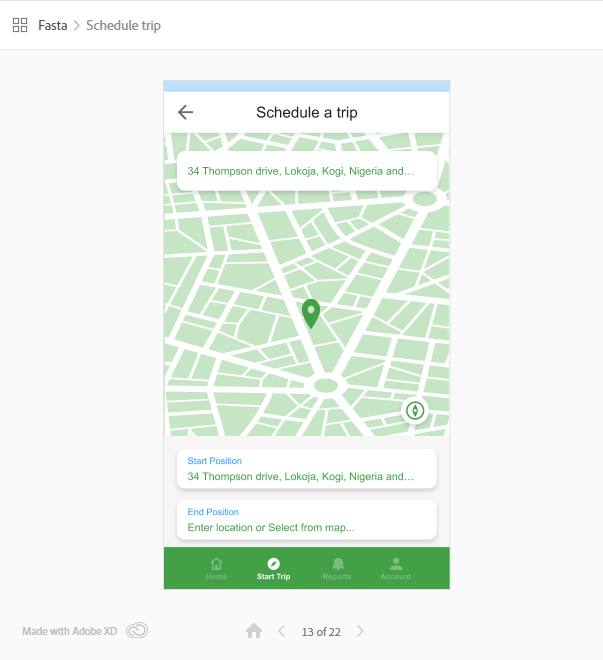 Fasta > Schedule trip
Schedule a trip
34 Thompson drive, Lokoja, Kogi, Nigeria and...
Start Position
34 Thompson drive, Lokoja, Kogi, Nigeria and...
End Position
Enter location or Select from map...
Home Start Trip Reports Account
Made with Adobe XD
13 of 22